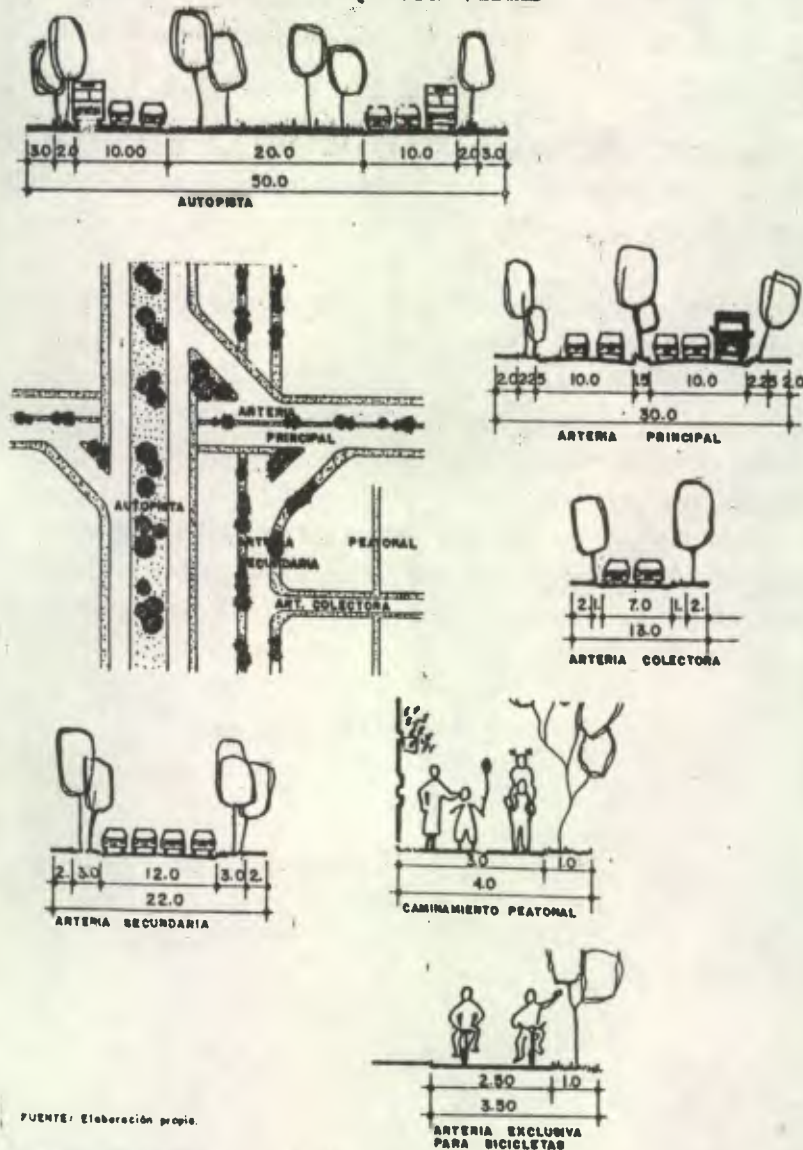 3.0 2.0 10.00 20.0 10.0 2.0 3.0
50.0
AUTOPISTA
ARTERIA
PRINCIPAL
AUTOPISTA
ARTERIA
SECUNDARIA
PEATONAL
ART. COLECTORA
2.0 2.25 10.0 1.5 10.0 2.25 2.0
30.0
ARTERIA PRINCIPAL
2. 1. 7.0 1. 2.
13.0
ARTERIA COLECTORA
2. 3.0 12.0 3.0 2.
22.0
ARTERIA SECUNDARIA
3.0 1.0
4.0
CAMINAMIENTO PEATONAL
2.50 1.0
3.50
ARTERIA EXCLUSIVA
PARA BICICLETAS
FUENTE: Elaboración propia.